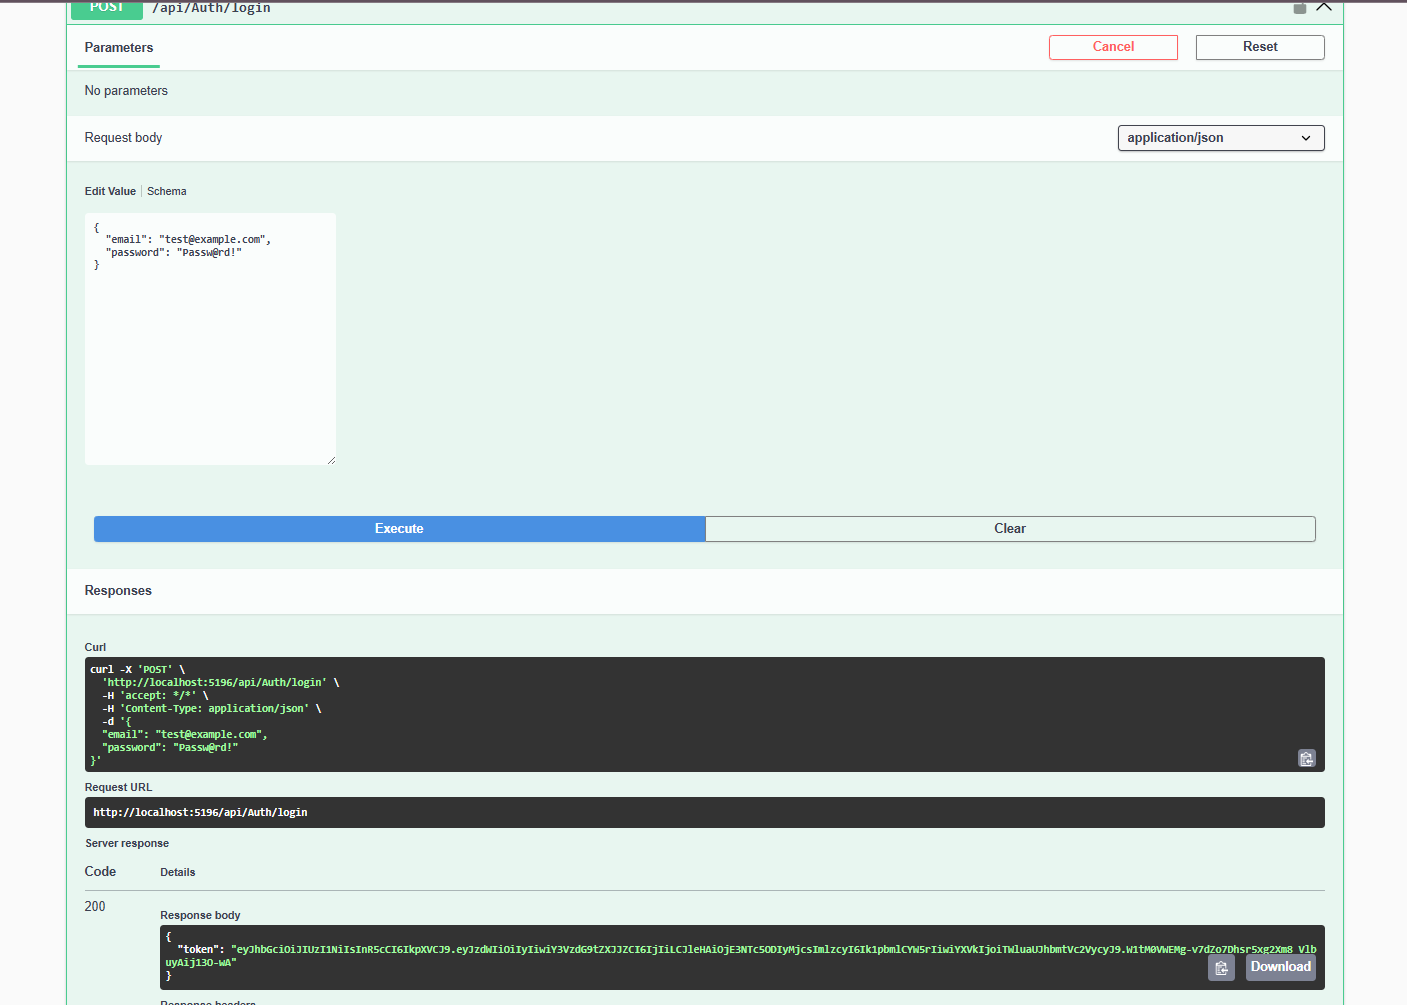 POST /api/Auth/login
Parameters
Cancel
Reset
No parameters
Request body
application/json
Edit Value | Schema
{
  "email": "test@example.com",
  "password": "Passw@rd!"
}
Execute
Clear
Responses
Curl
curl -X 'POST' \
  'http://localhost:5196/api/Auth/login' \
  -H 'accept: */*' \
  -H 'Content-Type: application/json' \
  -d '{
  "email": "test@example.com",
  "password": "Passw@rd!"
}'
Request URL
http://localhost:5196/api/Auth/login
Server response
Code
Details
200
Response body
{
  "token": "eyJhbGciOiJIUzI1NiIsInR5cCI6IkpXVCJ9.eyJzdWIiOiIyIiwiY3VzdG9tZXJJZCI6IjIiLCJleHAiOjE3NTc5ODIyMjcsImlzcyI6Ik1pbmlCYW5rIiwiYXVkIjoiTWluaUJhbmtVc2VycyJ9.W1tM0VWEMg-v7dZo7Dhsr5xg2Xm8_Vlb
uyAij13O-wA"
}
Download
Response headers